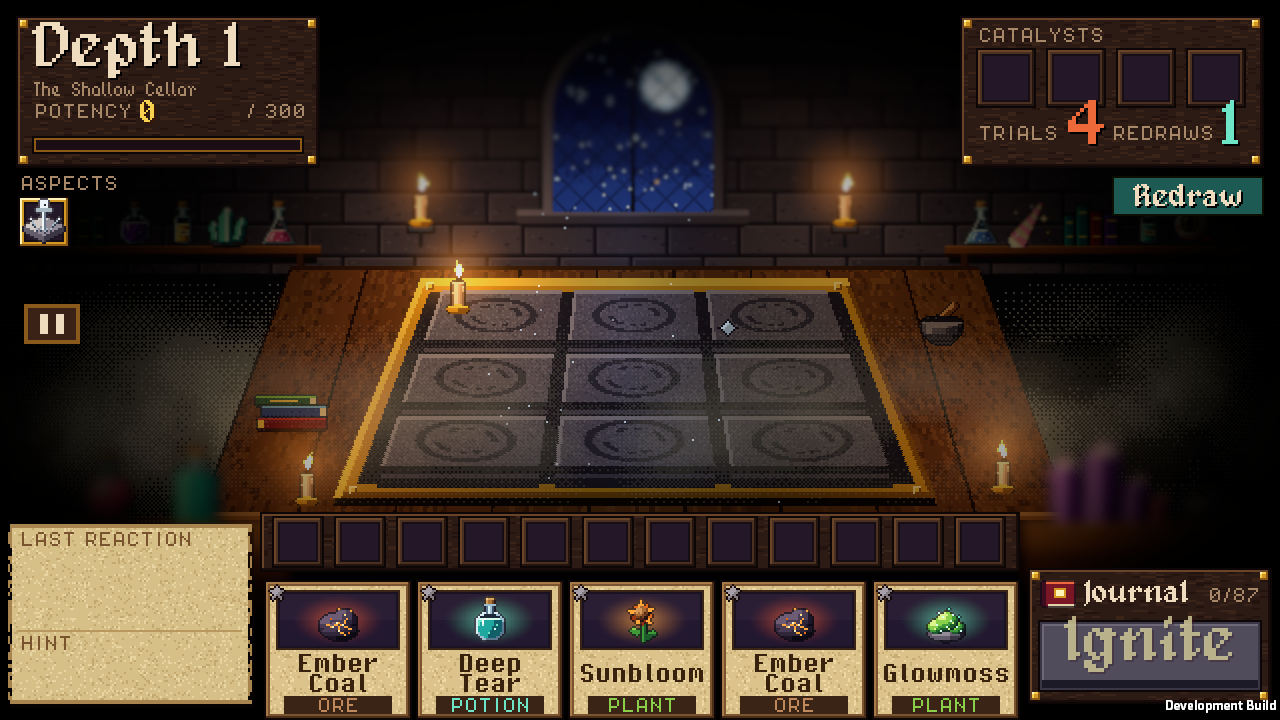 Depth 1
The Shallow Cellar
POTENCY 0 / 300
ASPECTS
CATALYSTS
TRIALS 4 REDRAWS 1
Redraw
LAST REACTION
HINT
Ember
Coal
ORE
Deep
Tear
POTION
Sunbloom
PLANT
Ember
Coal
ORE
Glowmoss
PLANT
Journal 0/87
Ignite
Development Build